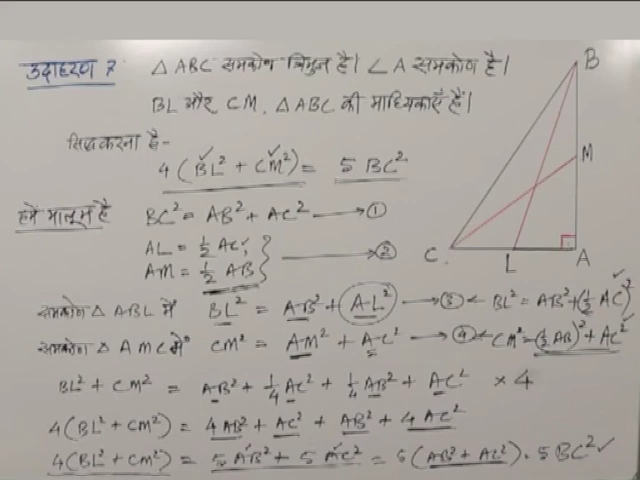 उदाहरण 7 △ ABC समकोण त्रिभुज है। ∠A समकोण है।
BL और CM, △ABC की माध्यिकाएँ हैं।
सिद्ध करना है-
4(BL² + CM²) = 5 BC²
हमें मालूम है BC² = AB² + AC² → ①
AL = ½ AC,
AM = ½ AB } → ②
समकोण △ ABL में BL² = AB² + AL² → ③ BL² = AB² + (½ AC)²
समकोण △ AMC में CM² = AM² + AC² → ④ CM² = (½ AB)² + AC²
BL² + CM² = AB² + ¼ AC² + ¼ AB² + AC² × 4
4(BL² + CM²) = 4AB² + AC² + AB² + 4AC²
4(BL² + CM²) = 5AB² + 5AC² = 5(AB² + AC²) . 5BC² ✓
B
M
C
L
A